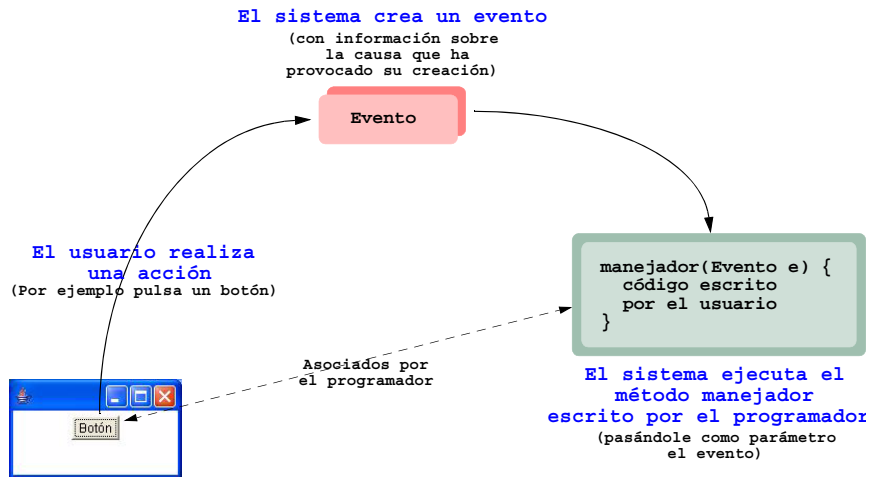 El sistema crea un evento
(con información sobre
la causa que ha
provocado su creación)
Evento
El usuario realiza
una acción
(Por ejemplo pulsa un botón)
manejador(Evento e) {
código escrito
por el usuario
}
Asociados por
el programador
El sistema ejecuta el
método manejador
escrito por el programador
(pasándole como parámetro
el evento)
Botón